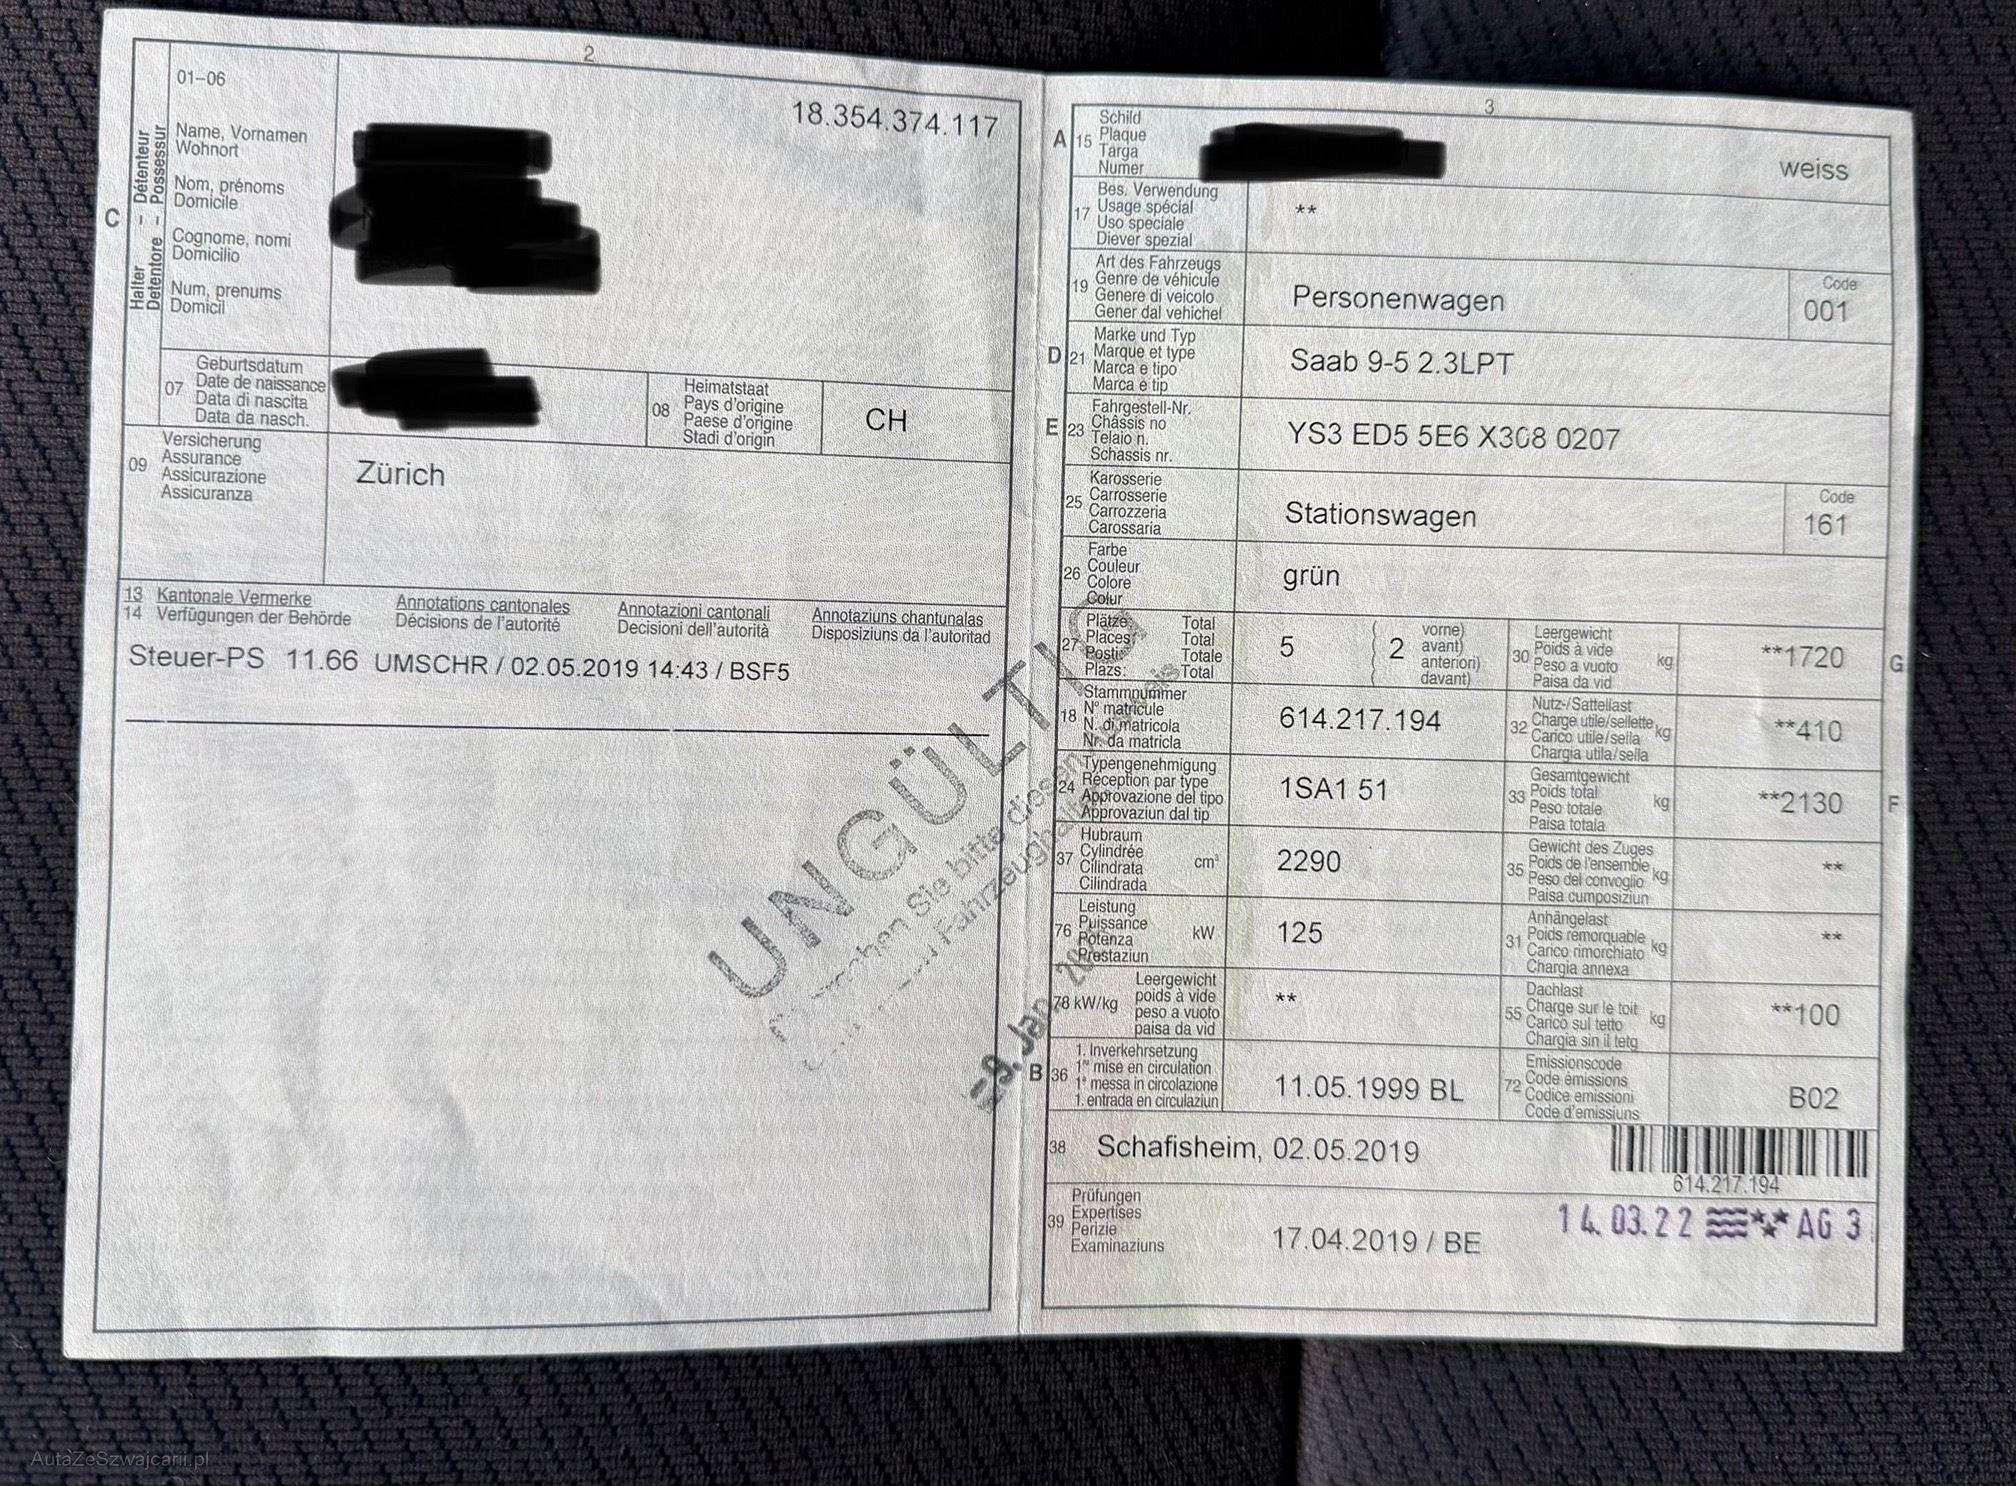 2
01–06
18.354.374.117
C
Halter – Détenteur
Detentore – Possessur
Name, Vornamen
Wohnort
Nom, prénoms
Domicile
Cognome, nomi
Domicilio
Num, prenums
Domicil
07
Geburtsdatum
Date de naissance
Data di nascita
Data da nasch.
08
Heimatstaat
Pays d'origine
Paese d'origine
Stadi d'origin
CH
09
Versicherung
Assurance
Assicurazione
Assicuranza
Zürich
13 Kantonale Vermerke Annotations cantonales Annotazioni cantonali Annotaziuns chantunalas
14 Verfügungen der Behörde Décisions de l'autorité Decisioni dell'autorità Disposiziuns da l'autoritad
Steuer-PS 11.66 UMSCHR / 02.05.2019 14:43 / BSF5
UNGÜLTIG
Sie bitte diesen
9. Jan.
3
A 15
Schild
Plaque
Targa
Numer
weiss
17
Bes. Verwendung
Usage spécial
Uso speciale
Diever spezial
**
19
Art des Fahrzeugs
Genre de véhicule
Genere di veicolo
Gener dal vehichel
Personenwagen
Code
001
D 21
Marke und Typ
Marque et type
Marca e tipo
Marca e tip
Saab 9-5 2.3LPT
E 23
Fahrgestell-Nr.
Châssis no
Telaio n.
Schassis nr.
YS3 ED5 5E6 X308 0207
25
Karosserie
Carrosserie
Carrozzeria
Carossaria
Stationswagen
Code
161
26
Farbe
Couleur
Colore
Colur
grün
27
Plätze: Total
Places: Total
Posti: Totale
Plazs: Total
5
( 2
vorne)
avant)
anteriori)
davant)
30
Leergewicht
Poids à vide
Peso a vuoto
Paisa da vid
kg
**1720
G
18
Stammnummer
N° matricule
N. di matricola
Nr. da matricla
614.217.194
32
Nutz-/Sattellast
Charge utile/sellette
Carico utile/sella
Chargia utila/sella
kg
**410
24
Typengenehmigung
Réception par type
Approvazione del tipo
Approvaziun dal tip
1SA1 51
33
Gesamtgewicht
Poids total
Peso totale
Paisa totala
kg
**2130
F
37
Hubraum
Cylindrée
Cilindrata
Cilindrada
cm³
2290
35
Gewicht des Zuges
Poids de l'ensemble
Peso del convoglio
Paisa cumposiziun
kg
**
76
Leistung
Puissance
Potenza
Prestaziun
kW
125
31
Anhängelast
Poids remorquable
Carico rimorchiato
Chargia annexa
kg
**
78 kW/kg
Leergewicht
poids à vide
peso a vuoto
paisa da vid
**
55
Dachlast
Charge sur le toit
Carico sul tetto
Chargia sin il tetg
kg
**100
B 36
1. Inverkehrsetzung
1re mise en circulation
1a messa in circolazione
1. entrada en circulaziun
11.05.1999 BL
72
Emissionscode
Code émissions
Codice emissioni
Code d'emissiuns
B02
38
Schafisheim, 02.05.2019
614.217.194
39
Prüfungen
Expertises
Perizie
Examinaziuns
17.04.2019 / BE
14.03.22 AG 3
AutaZeSzwajcarii.pl